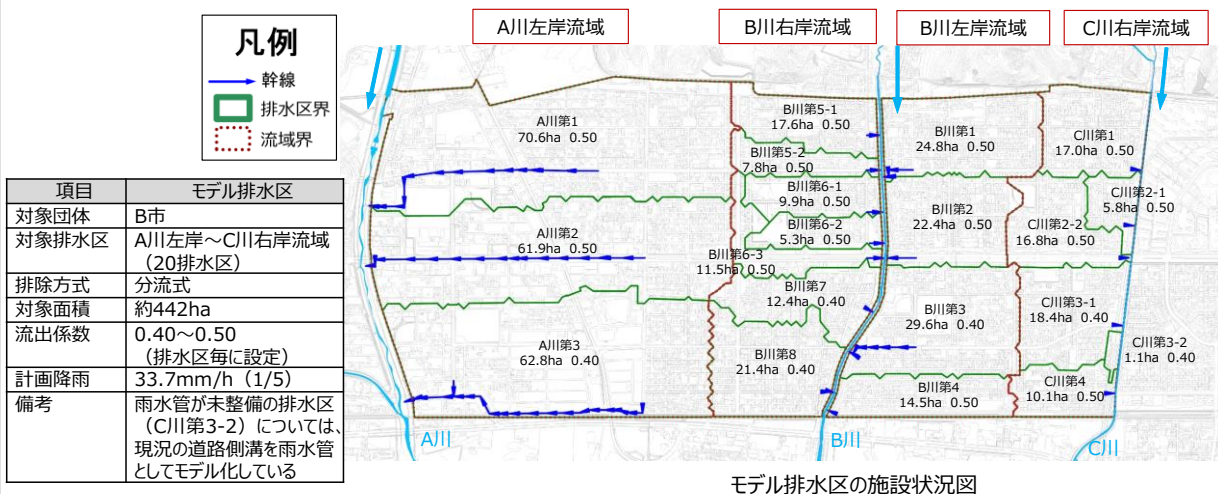 A川左岸流域
B川右岸流域
B川左岸流域
C川右岸流域
凡例
幹線
排水区界
流域界
項目 モデル排水区
対象団体 B市
対象排水区 A川左岸～C川右岸流域
（20排水区）
排除方式 分流式
対象面積 約442ha
流出係数 0.40～0.50
（排水区毎に設定）
計画降雨 33.7mm/h（1/5）
備考 雨水管が未整備の排水区
（C川第3-2）については、
現況の道路側溝を雨水管
としてモデル化している
A川第1
70.6ha 0.50
A川第2
61.9ha 0.50
A川第3
62.8ha 0.40
B川第5-1
17.6ha 0.50
B川第5-2
7.8ha 0.50
B川第6-1
9.9ha 0.50
B川第6-2
5.3ha 0.50
B川第6-3
11.5ha 0.50
B川第7
12.4ha 0.40
B川第8
21.4ha 0.40
B川第1
24.8ha 0.50
B川第2
22.4ha 0.50
B川第3
29.6ha 0.40
B川第4
14.5ha 0.50
C川第1
17.0ha 0.50
C川第2-1
5.8ha 0.50
C川第2-2
16.8ha 0.50
C川第3-1
18.4ha 0.40
C川第3-2
1.1ha 0.40
C川第4
10.1ha 0.50
A川
B川
C川
モデル排水区の施設状況図